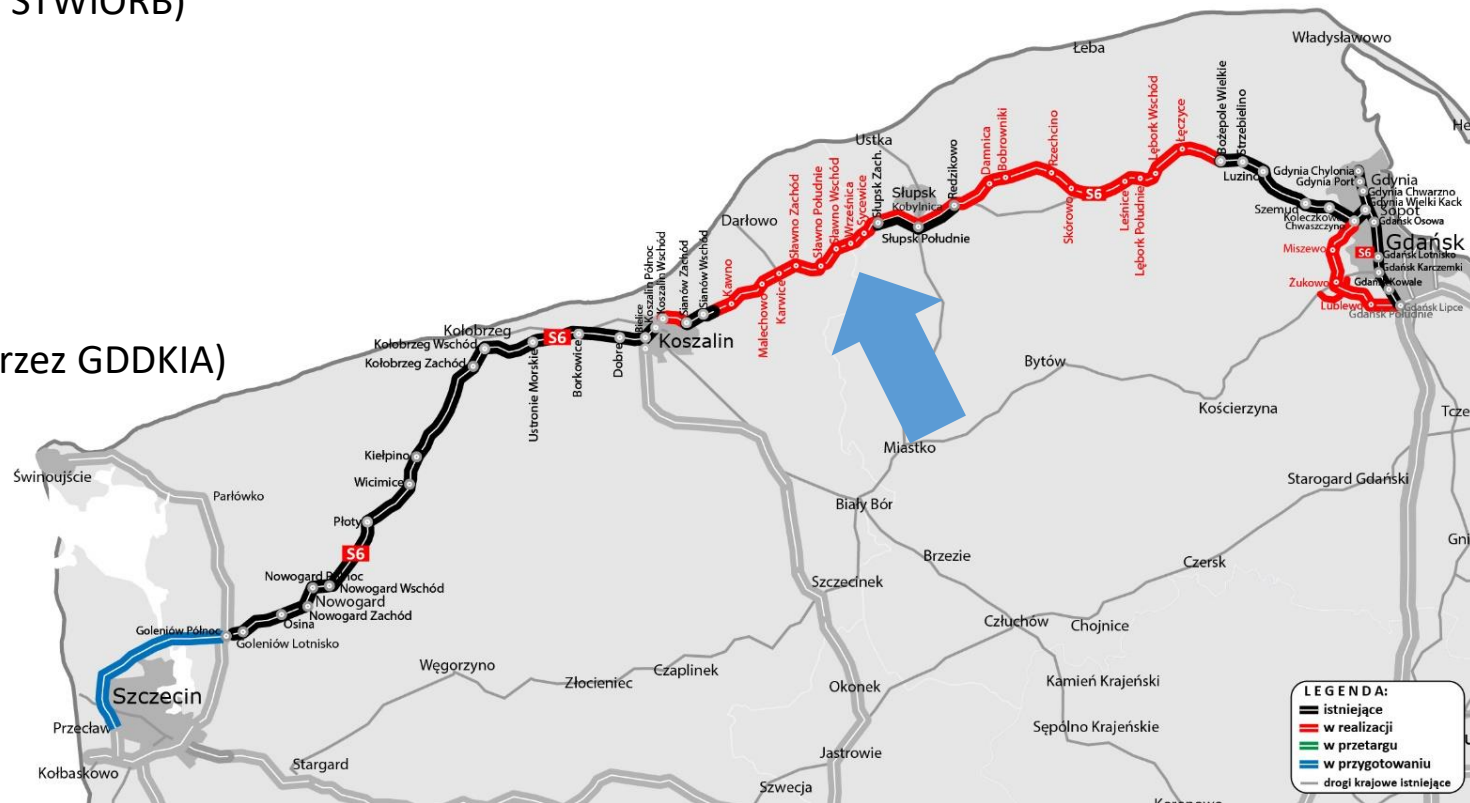 STWIORB)
rzez GDDKIA)
Władysławowo
Łeba
He
Ustka
Słupsk
Kobylnica
Redzikowo
Damnica
Bobrowniki
Rzechcino
Skórowo
S6
Leśnice
Lębork Południe
Lębork Wschód
Łęczyce
Bożepole Wielkie
Strzebielino
Luzino
Szemud
Koleczkowo
Chwaszczyno
Gdynia Chylonia
Gdynia Port
Gdynia
Gdynia Chwarzno
Gdynia Wielki Kack
Sopot
Gdańsk Osowa
Gdańsk
Miszewo
S6
Gdańsk Lotnisko
Gdańsk Karczemki
Żukowo
Gdańsk Kowale
Lublewo
Gdańsk Lipce
Gdańsk Południe
Darłowo
Słupsk Zach.
Słupsk Południe
Sycewice
Wrześnica
Sławno Wschód
Sławno Południe
Sławno Zachód
Karwice
Malechowo
Kawno
Sianów Wschód
Sianów Zachód
Koszalin Wschód
Koszalin Północ
Bielice
Koszalin
Kołobrzeg
Kołobrzeg Wschód
Kołobrzeg Zachód
S6
Ustronie Morskie
Borkowice
Dobre
Bytów
Kościerzyna
Tcze
Miastko
Kiełpino
Wicimice
Świnoujście
Parłówko
Płoty
Biały Bór
Starogard Gdański
S6
Gni
Brzezie
Czersk
Nowogard Północ
Nowogard Wschód
Nowogard
Nowogard Zachód
Osina
Goleniów Północ
Goleniów Lotnisko
Szczecinek
Człuchów
Chojnice
Węgorzyno
Złocieniec
Czaplinek
Okonek
Kamień Krajeński
Szczecin
Przecław
Sępólno Krajeńskie
Kołbaskowo
Stargard
Jastrowie
Szwecja
LEGENDA:
istniejące
w realizacji
w przetargu
w przygotowaniu
drogi krajowe istniejące